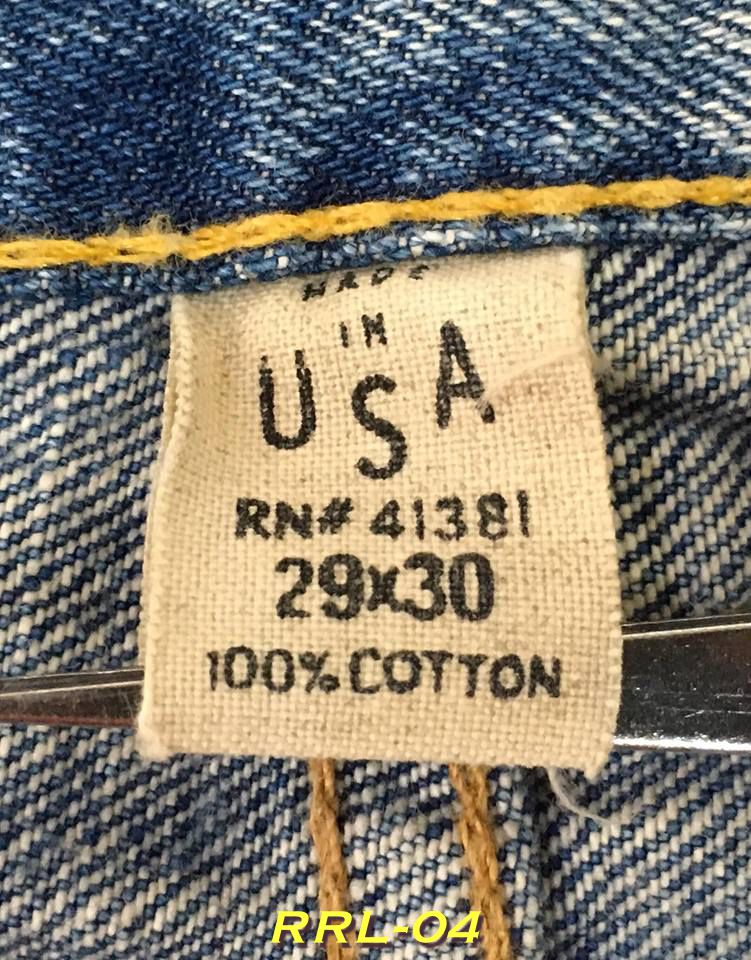 MADE
IN
USA
RN# 41381
29x30
100% COTTON
RRL-04